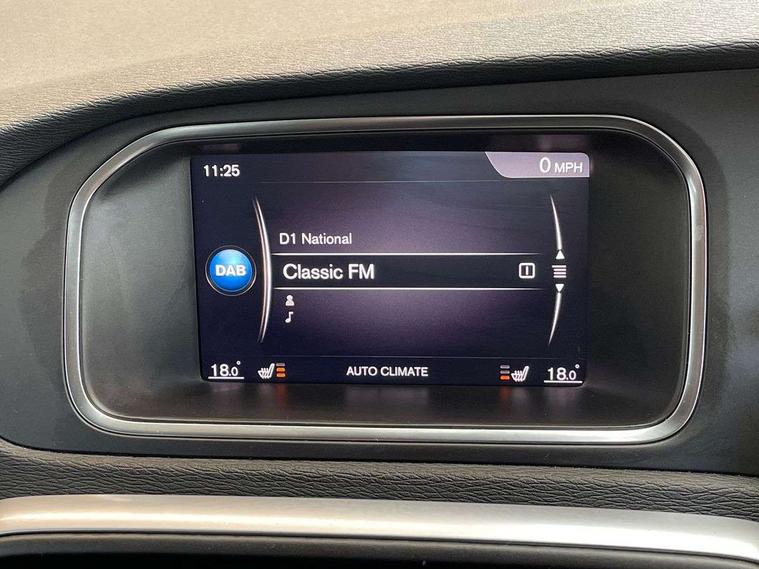 11:25
0 MPH
D1 National
DAB
Classic FM
18.0°
AUTO CLIMATE
18.0°